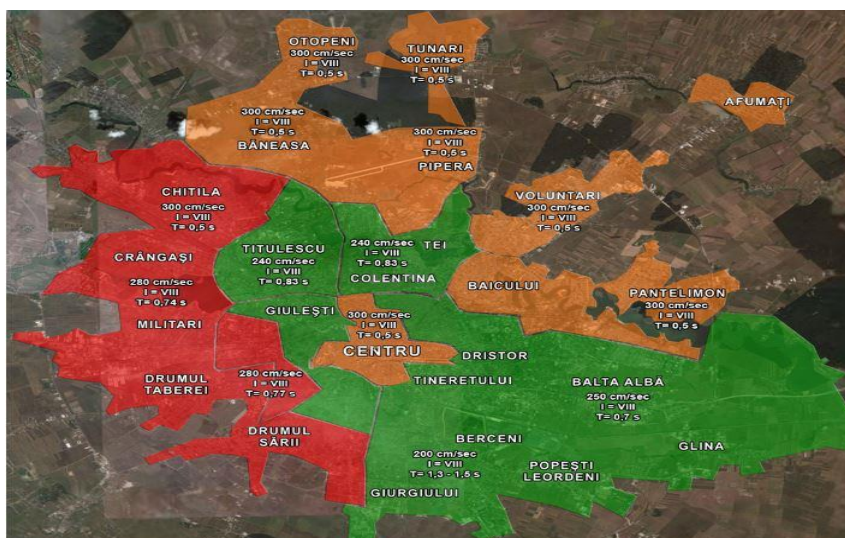 OTOPENI
300 cm/sec
I = VIII
T= 0,5 s
TUNARI
300 cm/sec
I = VIII
T= 0,5 s
AFUMAȚI
300 cm/sec
I = VIII
T= 0,5 s
BĂNEASA
300 cm/sec
I = VIII
T= 0,5 s
PIPERA
CHITILA
300 cm/sec
I = VIII
T= 0,5 s
VOLUNTARI
300 cm/sec
I = VIII
T= 0,5 s
TITULESCU
240 cm/sec
I = VIII
T= 0,83 s
240 cm/sec
I = VIII
T= 0,83 s
TEI
COLENTINA
CRÂNGAȘI
280 cm/sec
I = VIII
T= 0,74 s
MILITARI
BAICULUI
PANTELIMON
300 cm/sec
I = VIII
T= 0,5 s
GIULEȘTI
300 cm/sec
I = VIII
T= 0,5 s
CENTRU
DRISTOR
TINERETULUI
DRUMUL
TABEREI
280 cm/sec
I = VIII
T= 0,77 s
BALTA ALBĂ
250 cm/sec
I = VIII
T= 0,7 s
DRUMUL
SĂRII
BERCENI
200 cm/sec
I = VIII
T= 1,3 - 1,5 s
GLINA
POPEȘTI
LEORDENI
GIURGIULUI